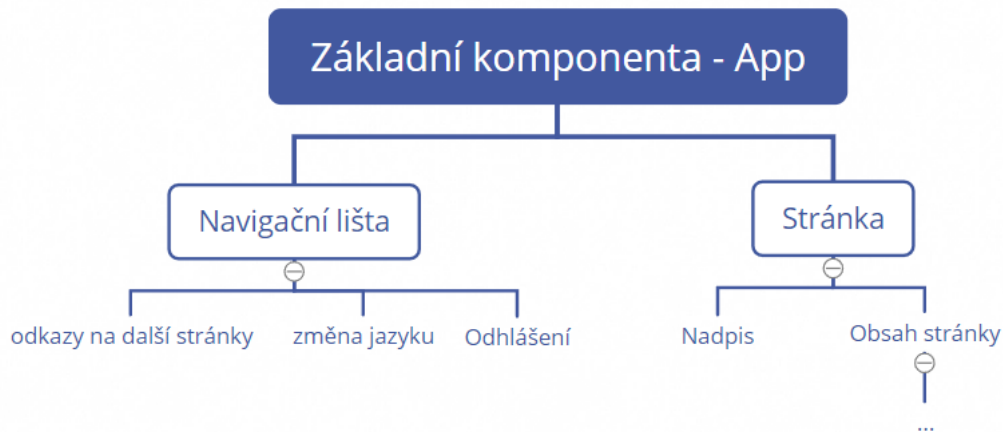 Základní komponenta - App
Navigační lišta
Stránka
odkazy na další stránky
změna jazyku
Odhlášení
Nadpis
Obsah stránky
...